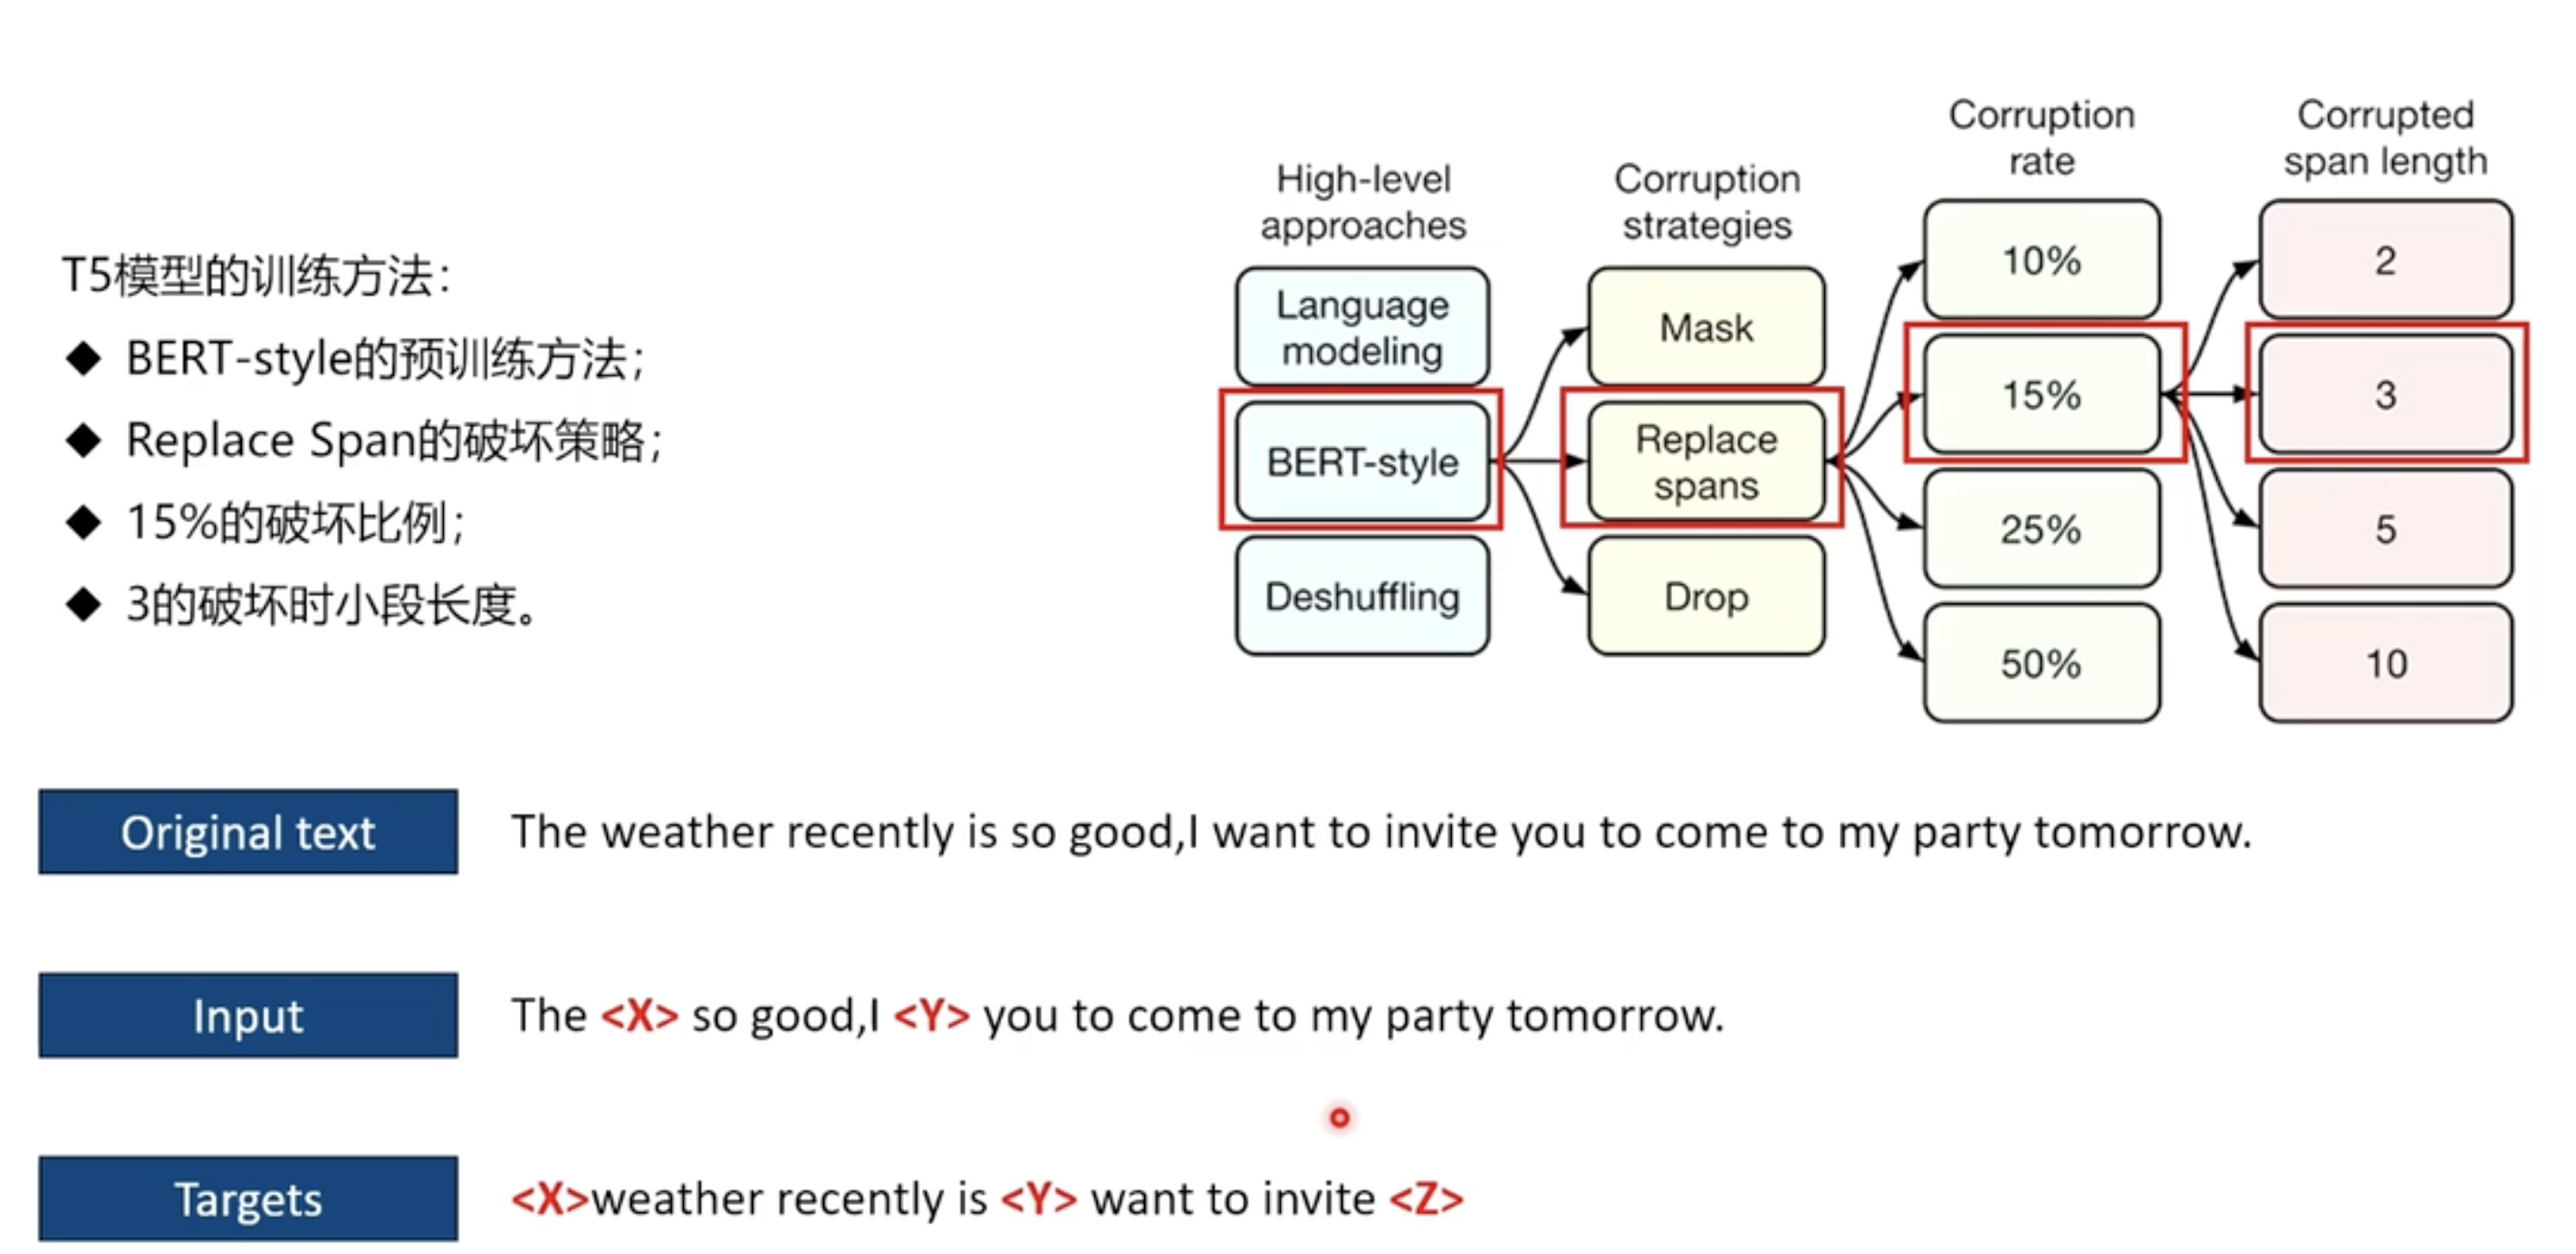 T5模型的训练方法：
◆ BERT-style的预训练方法；
◆ Replace Span的破坏策略；
◆ 15%的破坏比例；
◆ 3的破坏时小段长度。
High-level
approaches
Language
modeling
BERT-style
Deshuffling
Corruption
strategies
Mask
Replace
spans
Drop
Corruption
rate
10%
15%
25%
50%
Corrupted
span length
2
3
5
10
Original text
The weather recently is so good,I want to invite you to come to my party tomorrow.
Input
The <X> so good,I <Y> you to come to my party tomorrow.
Targets
<X>weather recently is <Y> want to invite <Z>